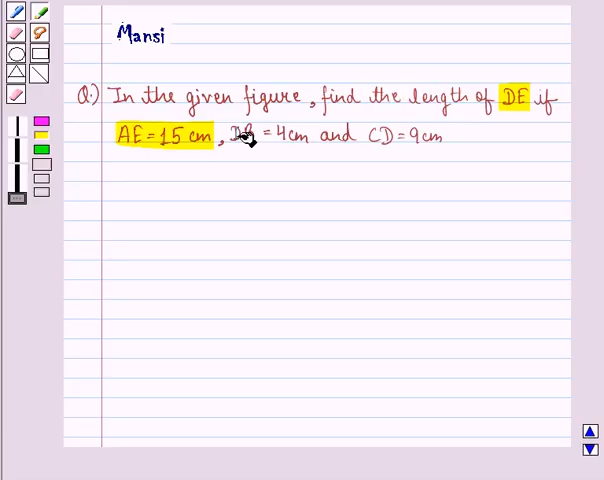 Mansi
Q.) In the given figure, find the length of DE if
AE = 15 cm, = 4cm and CD = 9cm